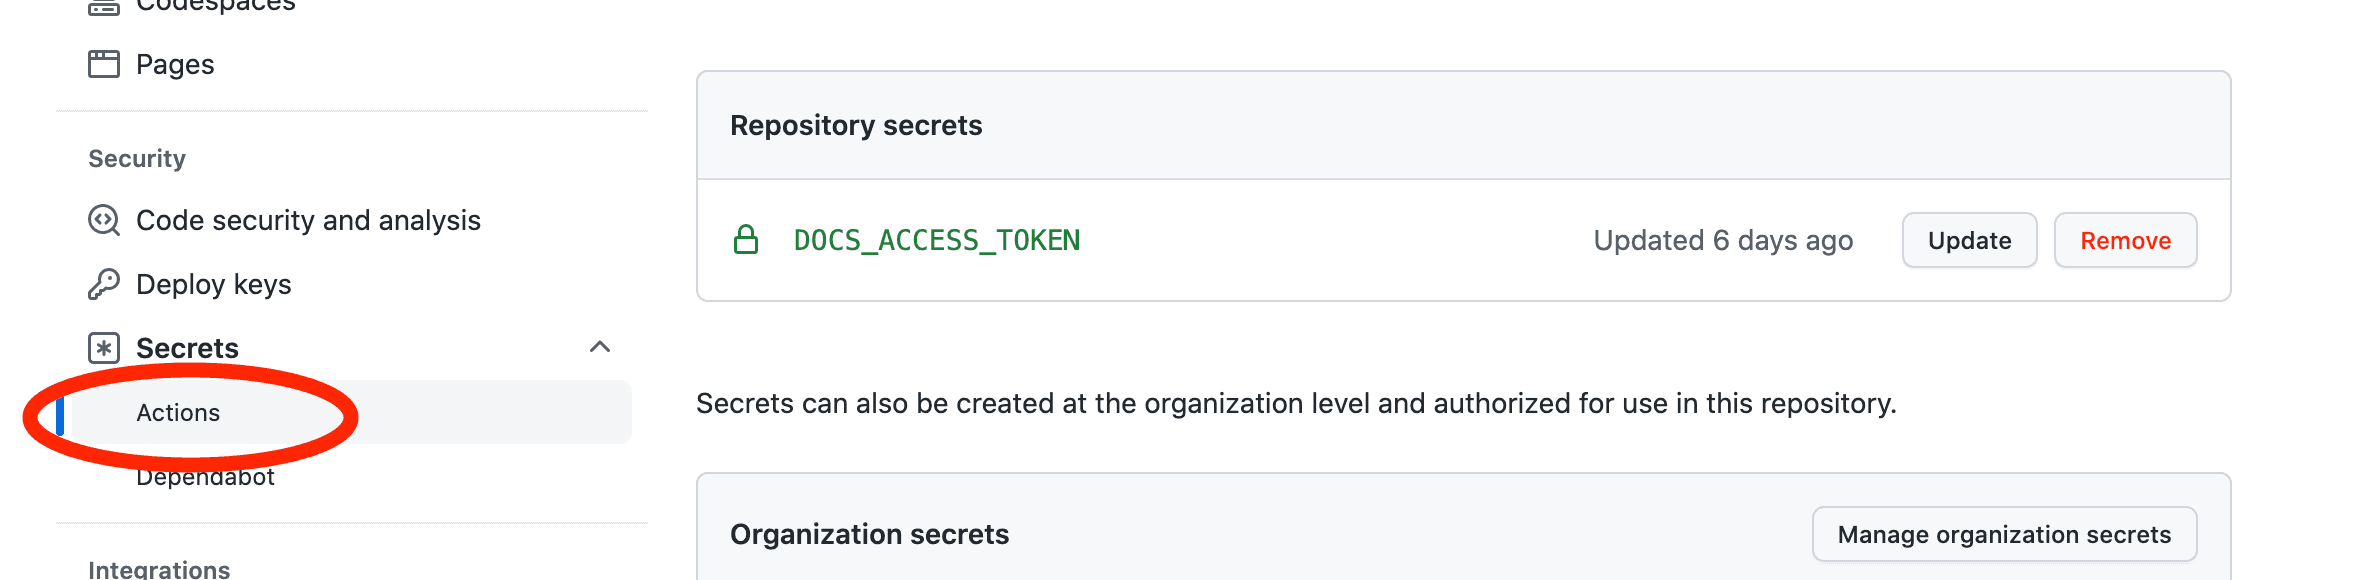 Codespaces
Pages
Security
Code security and analysis
Deploy keys
Secrets
Actions
Dependabot
Integrations
Repository secrets
DOCS_ACCESS_TOKEN
Updated 6 days ago
Update
Remove
Secrets can also be created at the organization level and authorized for use in this repository.
Organization secrets
Manage organization secrets